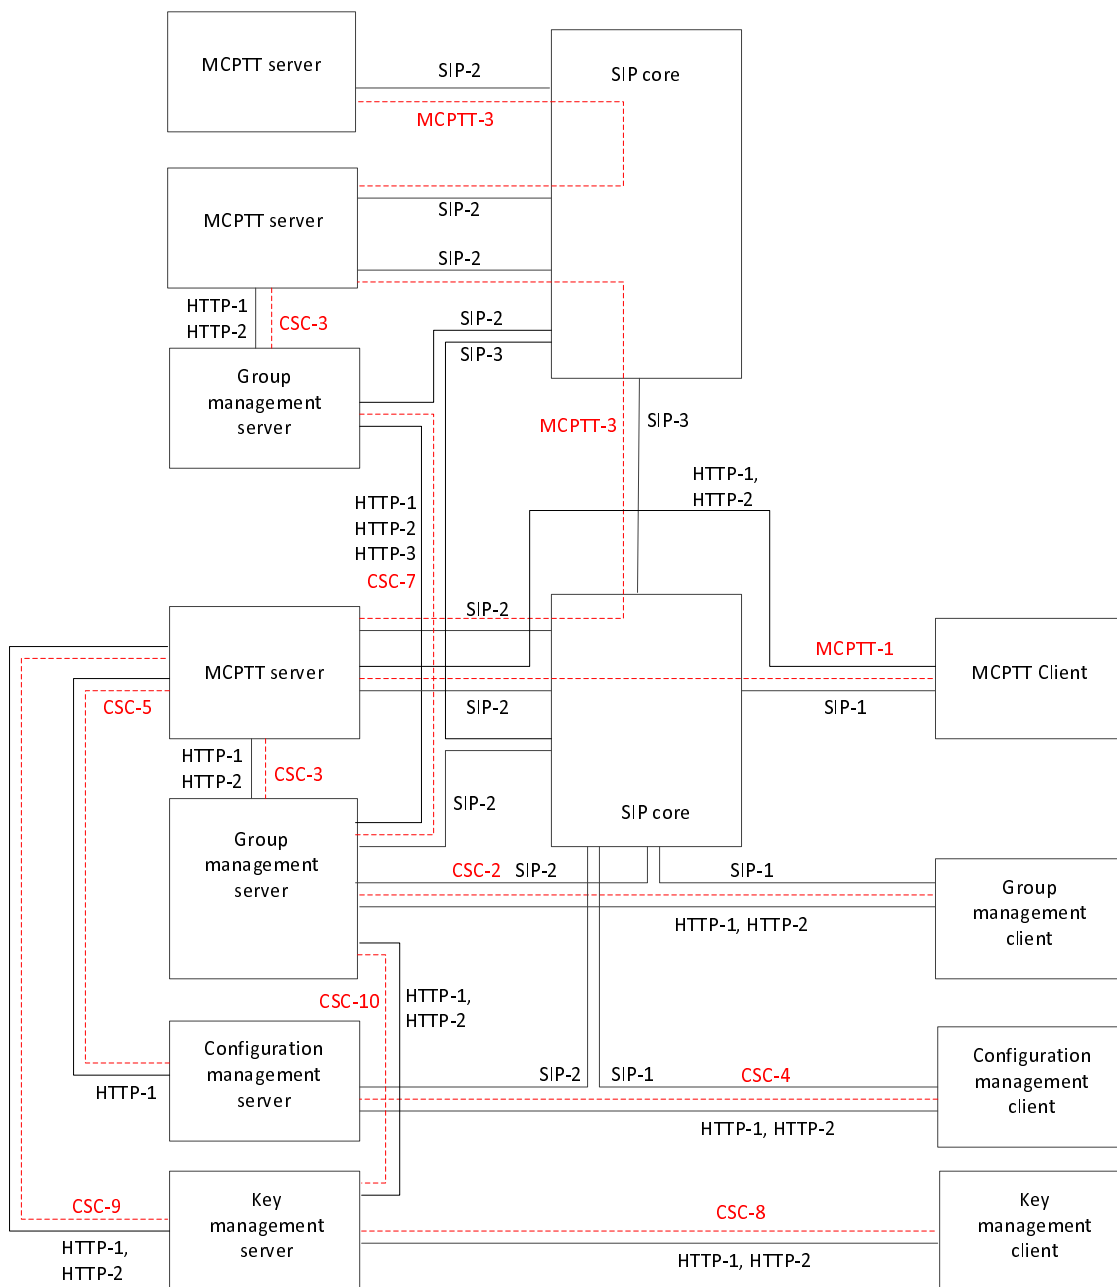 MCPTT server
SIP-2
SIP core
MCPTT-3
MCPTT server
SIP-2
SIP-2
HTTP-1
HTTP-2
CSC-3
SIP-2
SIP-3
Group
management
server
MCPTT-3
SIP-3
HTTP-1,
HTTP-2
HTTP-1
HTTP-2
HTTP-3
CSC-7
SIP-2
MCPTT server
MCPTT-1
MCPTT Client
CSC-5
SIP-2
SIP-1
HTTP-1
HTTP-2
CSC-3
SIP-2
SIP core
Group
management
server
CSC-2
SIP-2
SIP-1
Group
management
client
HTTP-1, HTTP-2
CSC-10
HTTP-1,
HTTP-2
Configuration
management
server
HTTP-1
SIP-2
SIP-1
CSC-4
Configuration
management
client
HTTP-1, HTTP-2
CSC-9
Key
management
server
CSC-8
Key
management
client
HTTP-1,
HTTP-2
HTTP-1, HTTP-2